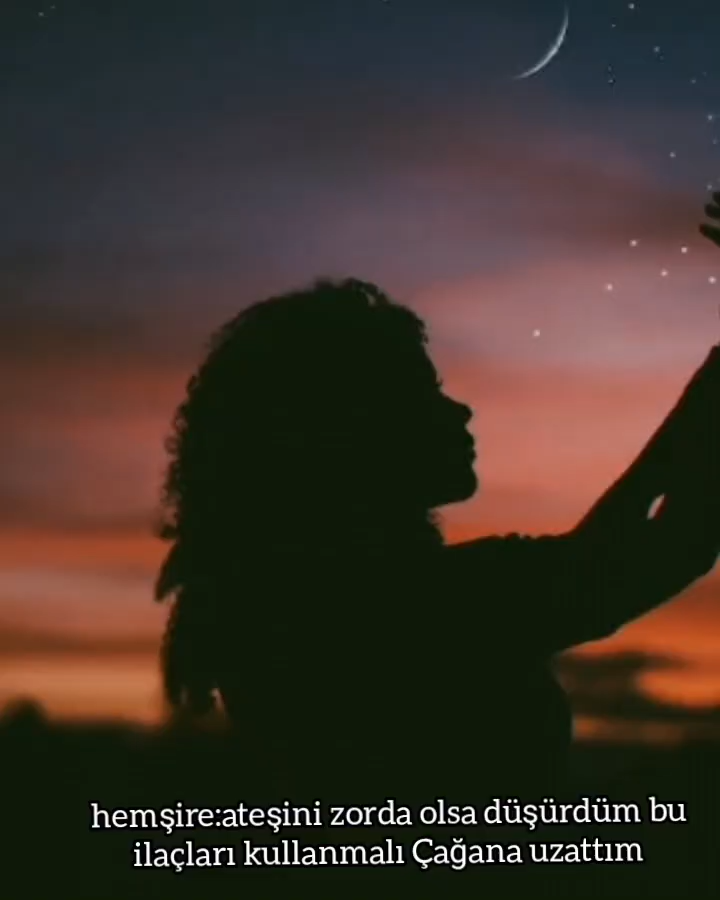 hemşire:ateşini zorda olsa düşürdüm bu
ilaçları kullanmalı Çağana uzattım